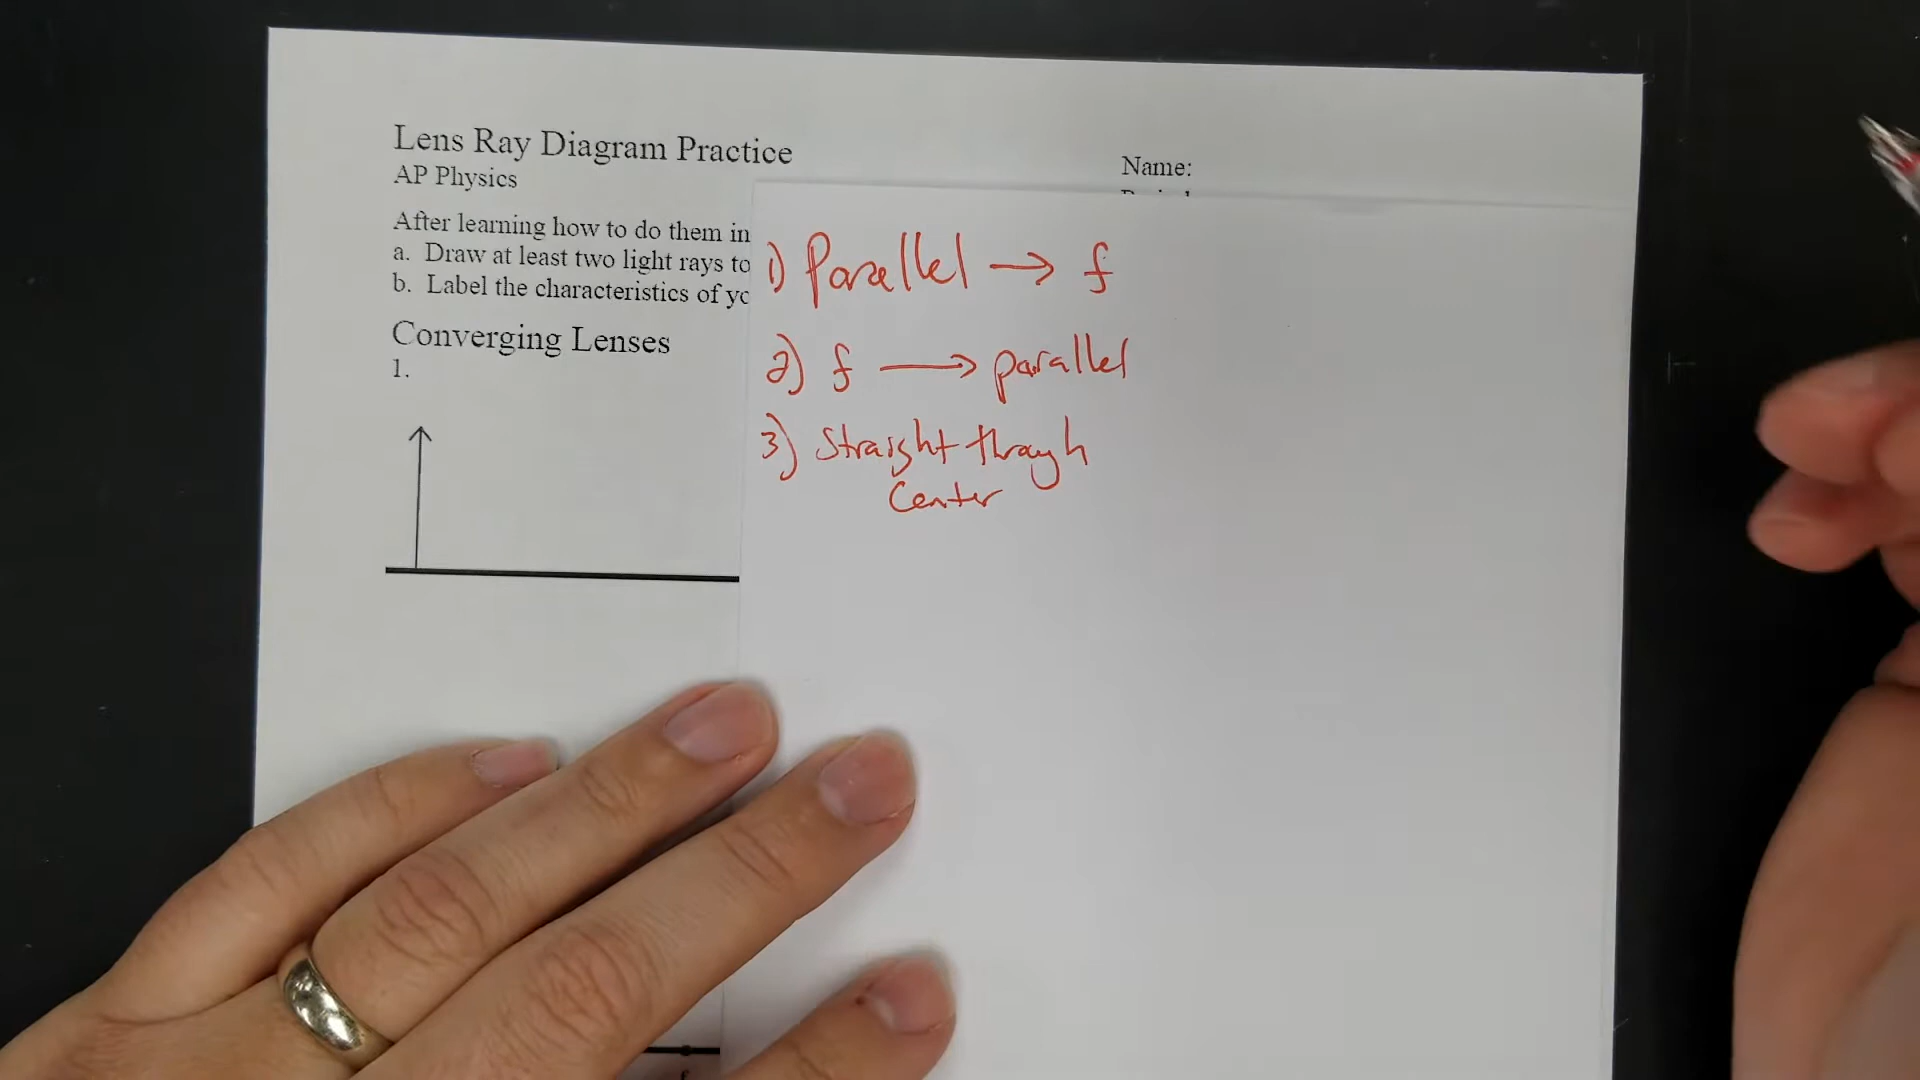 Lens Ray Diagram Practice
AP Physics
Name:
After learning how to do them in
a. Draw at least two light rays to
b. Label the characteristics of yo
Converging Lenses
1.
1) Parallel → f
2) f → parallel
3) Straight through
Center